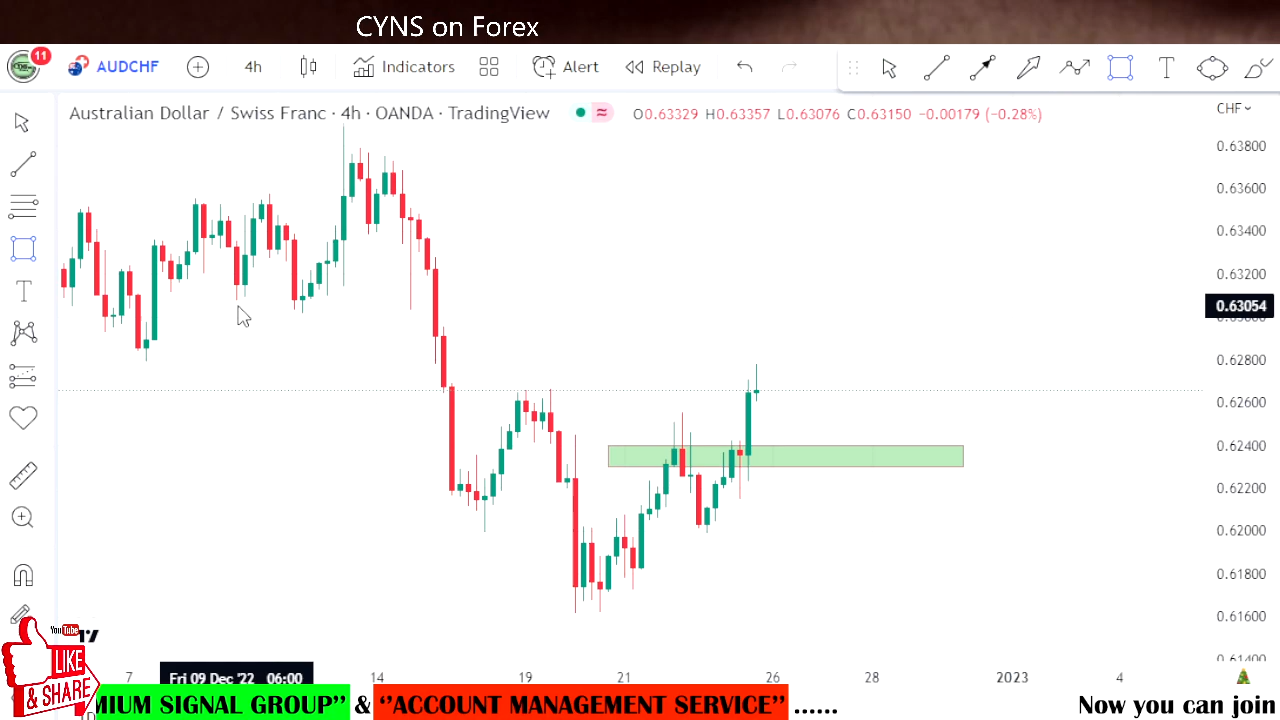 CYNS on Forex
11
AUDCHF
4h
Indicators
Alert
Replay
T
Australian Dollar / Swiss Franc · 4h · OANDA · TradingView
≈
O0.63329 H0.63357 L0.63076 C0.63150 −0.00179 (−0.28%)
CHF
0.63800
0.63600
0.63400
0.63200
0.63054
0.63000
0.62800
0.62600
0.62400
0.62200
0.62000
0.61800
0.61600
0.61400
T
YouTube
LIKE
& SHARE
7
Fri 09 Dec '22 06:00
14
21
26
28
2023
4
MIUM SIGNAL GROUP" & "ACCOUNT MANAGEMENT SERVICE" ......
Now you can join